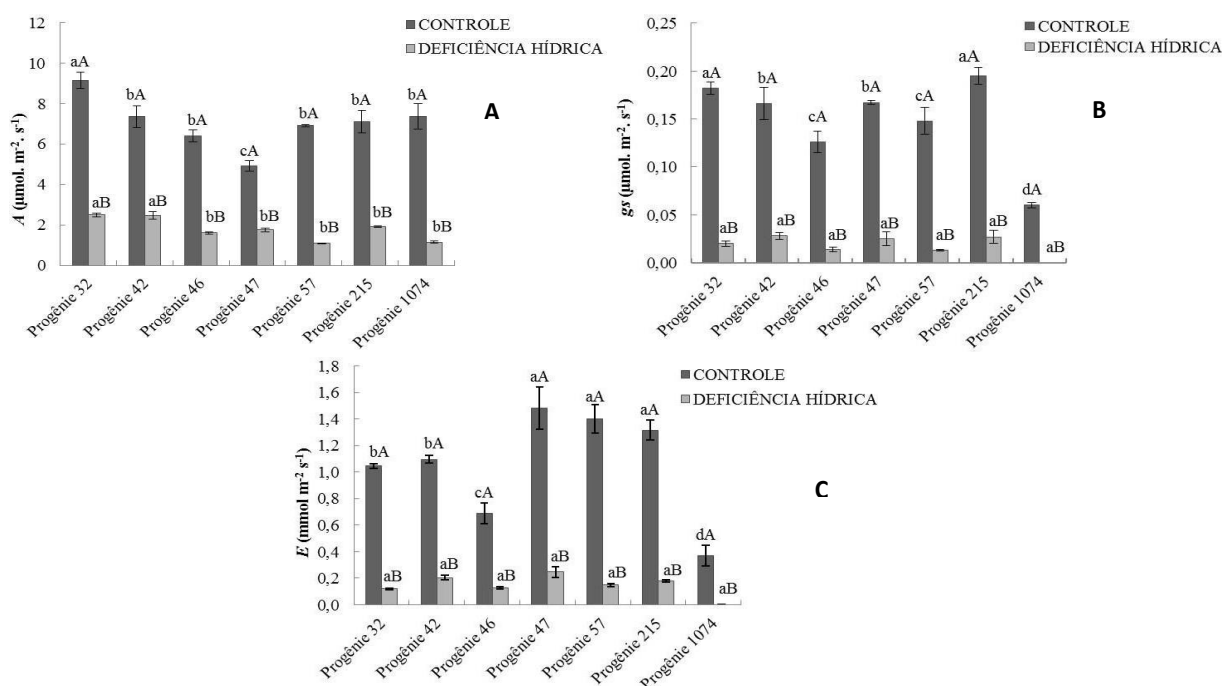 12
10
8
6
4
2
0
A (µmol. m-2. s-1)
CONTROLE
DEFICIÊNCIA HÍDRICA
aA
bA
bA
cA
bA
bA
bA
aB
aB
bB
bB
bB
bB
bB
Progênie 32
Progênie 42
Progênie 46
Progênie 47
Progênie 57
Progênie 215
Progênie 1074
A
0,25
0,20
0,15
0,10
0,05
0,00
gs (µmol. m-2. s-1)
CONTROLE
DEFICIÊNCIA HÍDRICA
aA
bA
cA
bA
cA
aA
dA
aB
aB
aB
aB
aB
aB
aB
Progênie 32
Progênie 42
Progênie 46
Progênie 47
Progênie 57
Progênie 215
Progênie 1074
B
1,8
1,6
1,4
1,2
1,0
0,8
0,6
0,4
0,2
0,0
E (mmol m-2 s-1)
CONTROLE
DEFICIÊNCIA HÍDRICA
bA
bA
cA
aA
aA
aA
dA
aB
aB
aB
aB
aB
aB
aB
Progênie 32
Progênie 42
Progênie 46
Progênie 47
Progênie 57
Progênie 215
Progênie 1074
C